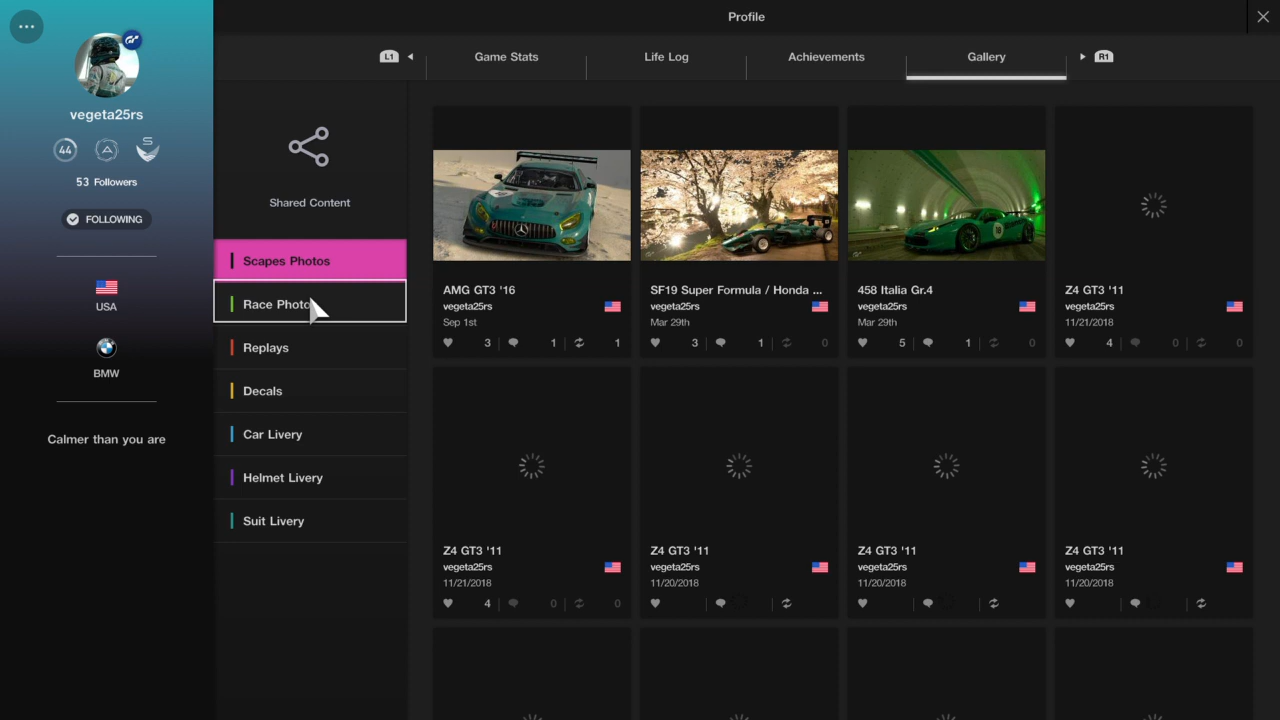 Profile
L1
Game Stats
Life Log
Achievements
Gallery
R1
vegeta25rs
44
A
S
53 Followers
FOLLOWING
USA
BMW
Calmer than you are
Shared Content
Scapes Photos
Race Photo
Replays
Decals
Car Livery
Helmet Livery
Suit Livery
AMG GT3 '16
vegeta25rs
Sep 1st
3 1 1
SF19 Super Formula / Honda ...
vegeta25rs
Mar 29th
3 1 0
458 Italia Gr.4
vegeta25rs
Mar 29th
5 1 0
Z4 GT3 '11
vegeta25rs
11/21/2018
4 0 0
Z4 GT3 '11
vegeta25rs
11/21/2018
4 0 0
Z4 GT3 '11
vegeta25rs
11/20/2018
Z4 GT3 '11
vegeta25rs
11/20/2018
Z4 GT3 '11
vegeta25rs
11/20/2018